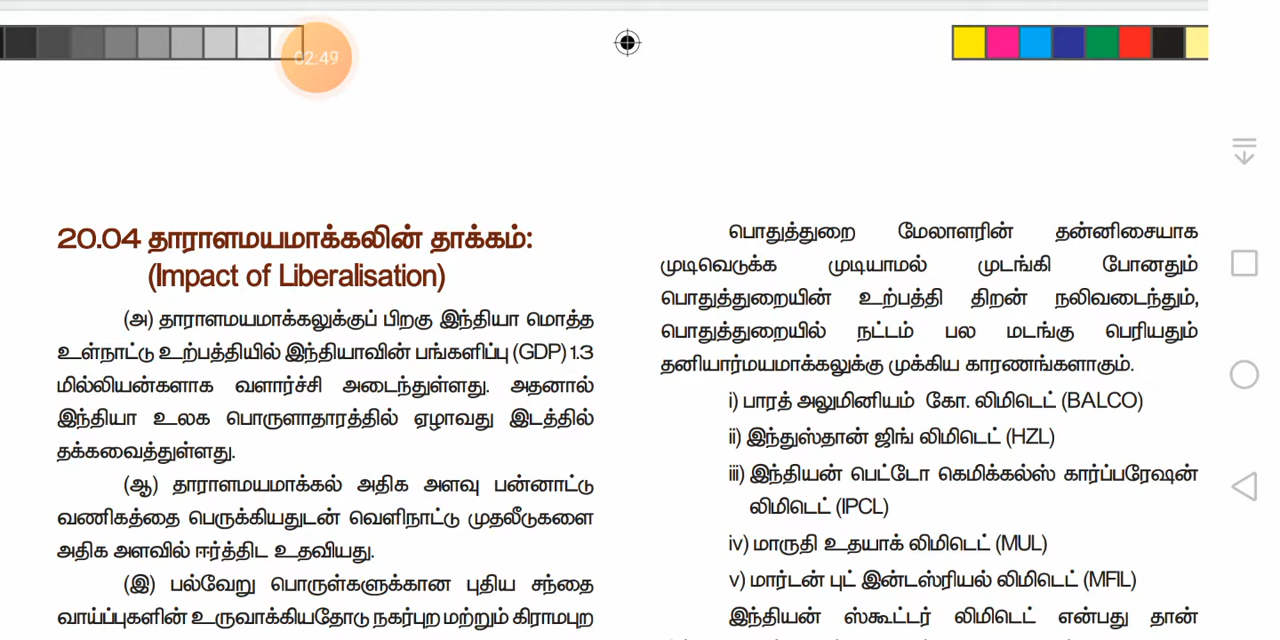 02:49
20.04 தாராளமயமாக்கலின் தாக்கம்:
(Impact of Liberalisation)
(அ) தாராளமயமாக்கலுக்குப் பிறகு இந்தியா மொத்த
உள்நாட்டு உற்பத்தியில் இந்தியாவின் பங்களிப்பு (GDP) 1.3
மில்லியன்களாக வளார்ச்சி அடைந்துள்ளது. அதனால்
இந்தியா உலக பொருளாதாரத்தில் ஏழாவது இடத்தில்
தக்கவைத்துள்ளது.
(ஆ) தாராளமயமாக்கல் அதிக அளவு பன்னாட்டு
வணிகத்தை பெருக்கியதுடன் வெளிநாட்டு முதலீடுகளை
அதிக அளவில் ஈர்த்திட உதவியது.
(இ) பல்வேறு பொருள்களுக்கான புதிய சந்தை
வாய்ப்புகளின் உருவாக்கியதோடு நகர்புற மற்றும் கிராமபுற
பொதுத்துறை மேலாளரின் தன்னிசையாக
முடிவெடுக்க முடியாமல் முடங்கி போனதும்
பொதுத்துறையின் உற்பத்தி திறன் நலிவடைந்தும்,
பொதுத்துறையில் நட்டம் பல மடங்கு பெரியதும்
தனியார்மயமாக்கலுக்கு முக்கிய காரணங்களாகும்.
i) பாரத் அலுமினியம் கோ. லிமிடெட் (BALCO)
ii) இந்துஸ்தான் ஜிங் லிமிடெட் (HZL)
iii) இந்தியன் பெட்டோ கெமிக்கல்ஸ் கார்ப்பரேஷன்
லிமிடெட் (IPCL)
iv) மாருதி உதயாக் லிமிடெட் (MUL)
v) மார்டன் புட் இன்டஸ்ரியல் லிமிடெட் (MFIL)
இந்தியன் ஸ்கூட்டர் லிமிடெட் என்பது தான்